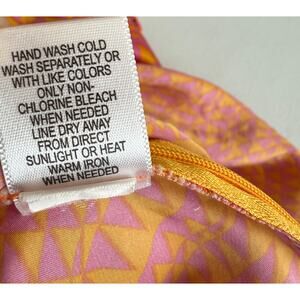 HAND WASH COLD
WASH SEPARATELY OR
WITH LIKE COLORS
ONLY NON-
CHLORINE BLEACH
WHEN NEEDED
LINE DRY AWAY
FROM DIRECT
SUNLIGHT OR HEAT
WARM IRON
WHEN NEEDED